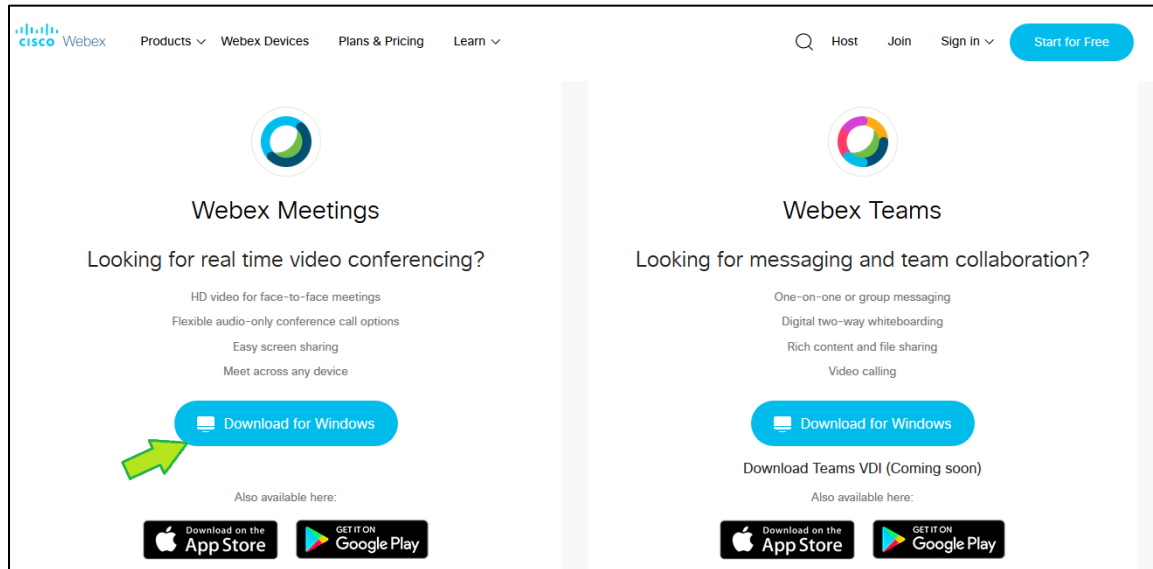 CISCO Webex Products Webex Devices Plans & Pricing Learn Host Join Sign in Start for Free
Webex Meetings
Looking for real time video conferencing?
HD video for face-to-face meetings
Flexible audio-only conference call options
Easy screen sharing
Meet across any device
Download for Windows
Also available here:
Download on the
App Store
GET IT ON
Google Play
Webex Teams
Looking for messaging and team collaboration?
One-on-one or group messaging
Digital two-way whiteboarding
Rich content and file sharing
Video calling
Download for Windows
Download Teams VDI (Coming soon)
Also available here:
Download on the
App Store
GET IT ON
Google Play